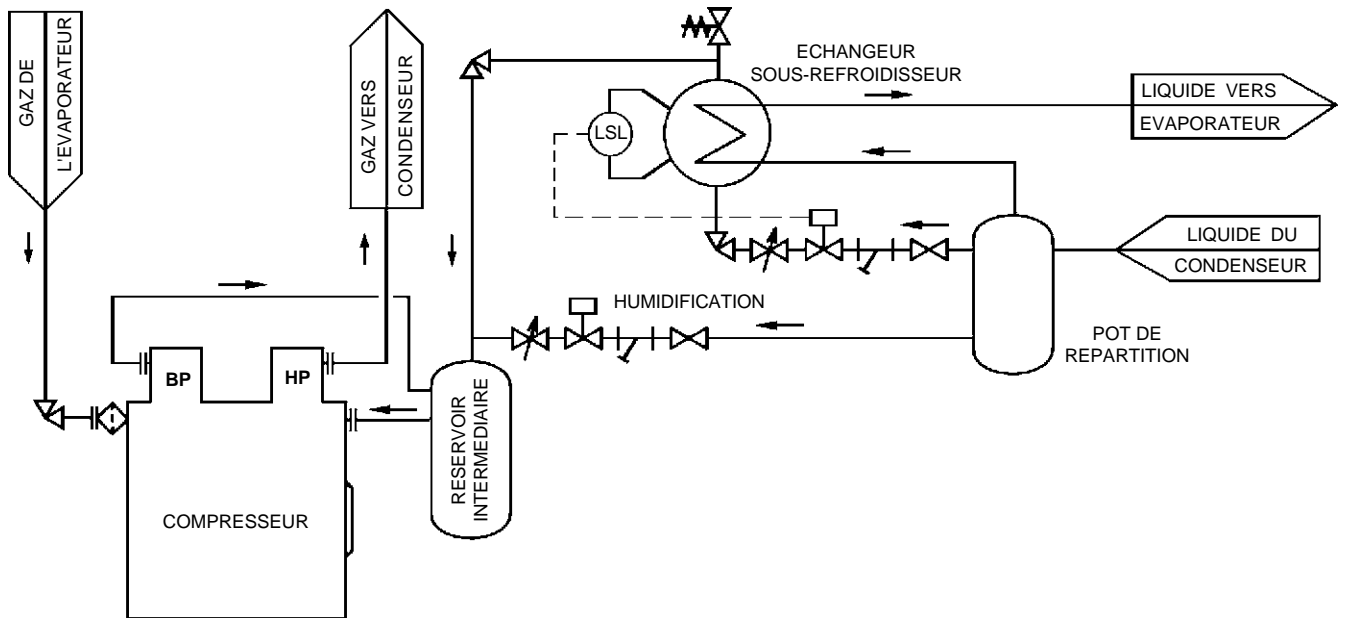 GAZ DE
L'EVAPORATEUR
GAZ VERS
CONDENSEUR
ECHANGEUR
SOUS-REFROIDISSEUR
LIQUIDE VERS
EVAPORATEUR
LSL
LIQUIDE DU
CONDENSEUR
HUMIDIFICATION
POT DE
REPARTITION
BP
HP
RESERVOIR
INTERMEDIAIRE
COMPRESSEUR